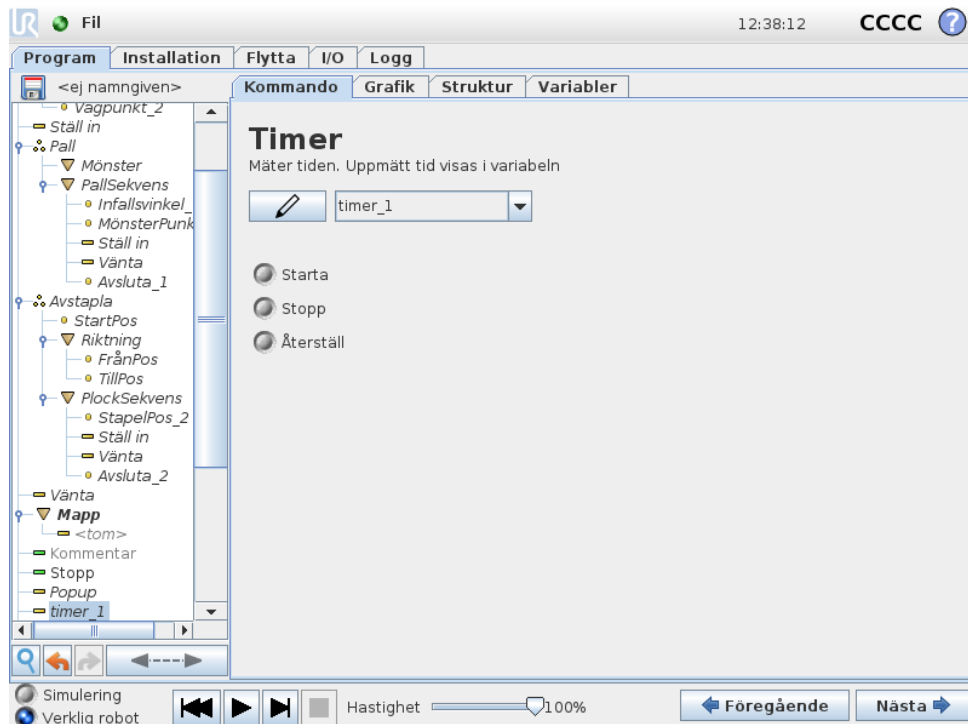 UR Fil 12:38:12 CCCC ?
Program Installation Flytta I/O Logg
<ej namngiven>
Kommando Grafik Struktur Variabler
Vägpunkt_2
Ställ in
Pall
Mönster
PallSekvens
Infallsvinkel_
MönsterPunk
Ställ in
Vänta
Avsluta_1
Avstapla
StartPos
Riktning
FrånPos
TillPos
PlockSekvens
StapelPos_2
Ställ in
Vänta
Avsluta_2
Vänta
Mapp
<tom>
Kommentar
Stopp
Popup
timer_1
Timer
Mäter tiden. Uppmätt tid visas i variabeln
timer_1
Starta
Stopp
Återställ
Simulering
Verklig robot
Hastighet 100%
Föregående
Nästa